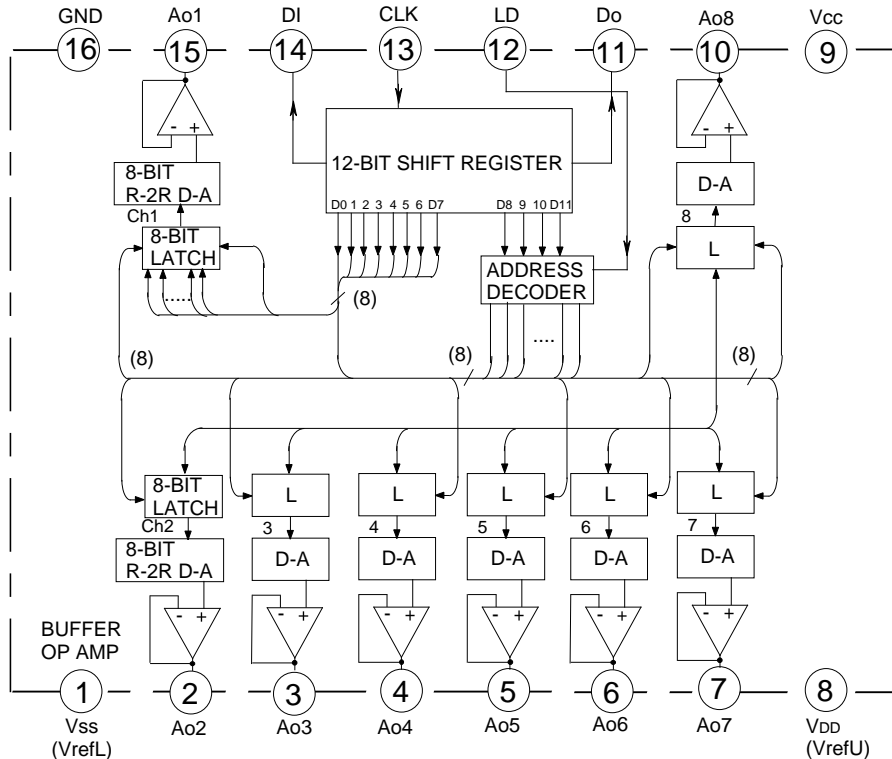 GND Ao1 DI CLK LD Do Ao8 Vcc
16 15 14 13 12 11 10 9
- +
- +
12-BIT SHIFT REGISTER
8-BIT
R-2R D-A
D-A
Ch1
8
D0 1 2 3 4 5 6 D7
D8 9 10 D11
8-BIT
LATCH
L
ADDRESS
DECODER
.....
(8)
....
(8)
(8)
(8)
8-BIT
LATCH
L
L
L
L
L
Ch2
3
4
5
6
7
8-BIT
R-2R D-A
D-A
D-A
D-A
D-A
D-A
- +
- +
- +
- +
- +
- +
BUFFER
OP AMP
1 2 3 4 5 6 7 8
Vss Ao2 Ao3 Ao4 Ao5 Ao6 Ao7 VDD
(VrefL)
(VrefU)